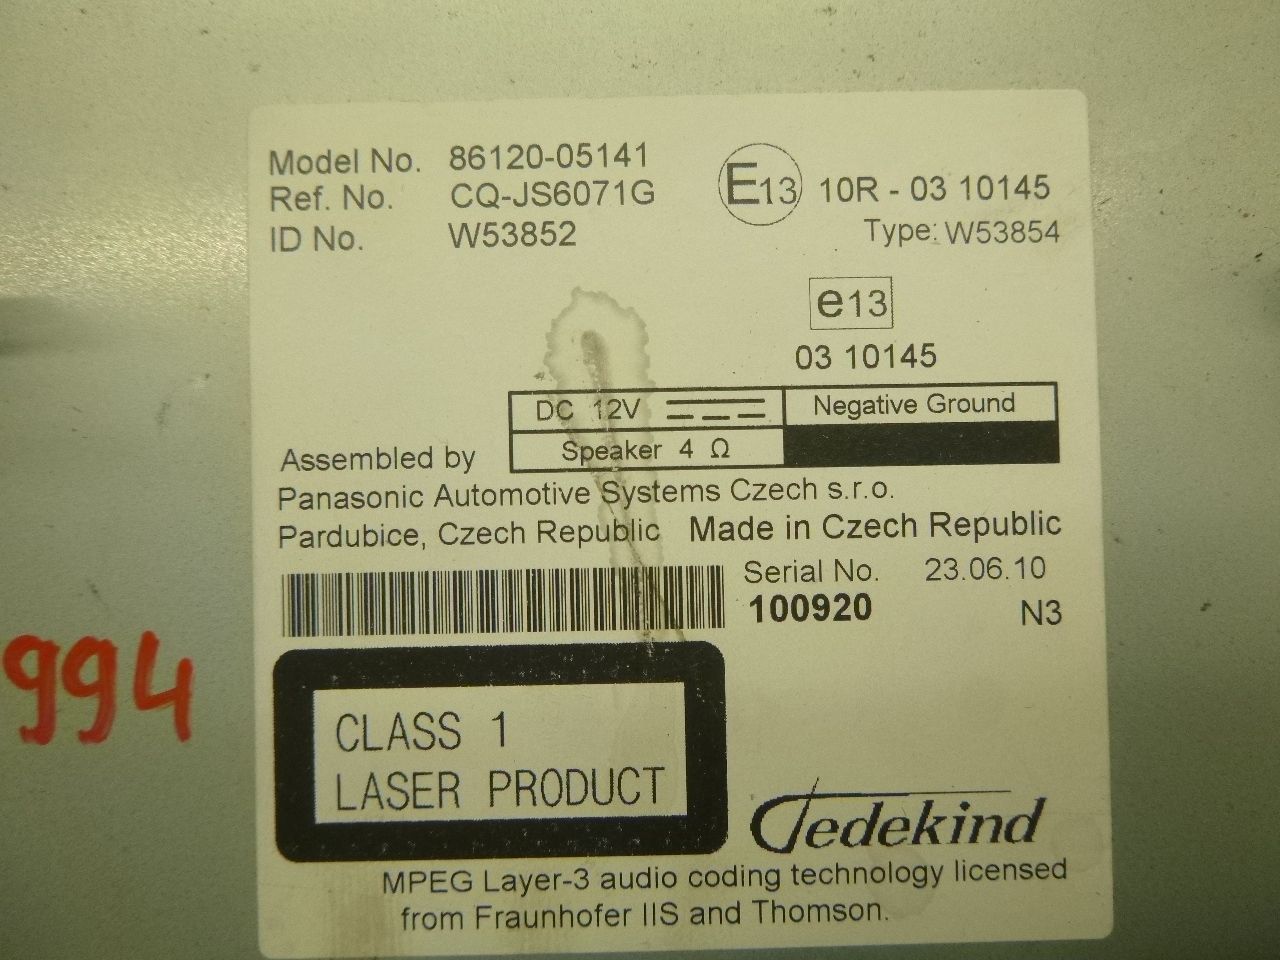 Model No. 86120-05141
Ref. No. CQ-JS6071G
ID No. W53852
E13 10R - 03 10145
Type: W53854
e13
03 10145
DC 12V Negative Ground
Speaker 4 Ω
Assembled by
Panasonic Automotive Systems Czech s.r.o.
Pardubice, Czech Republic Made in Czech Republic
Serial No. 23.06.10
100920 N3
994
CLASS 1
LASER PRODUCT
Tedekind
MPEG Layer-3 audio coding technology licensed
from Fraunhofer IIS and Thomson.